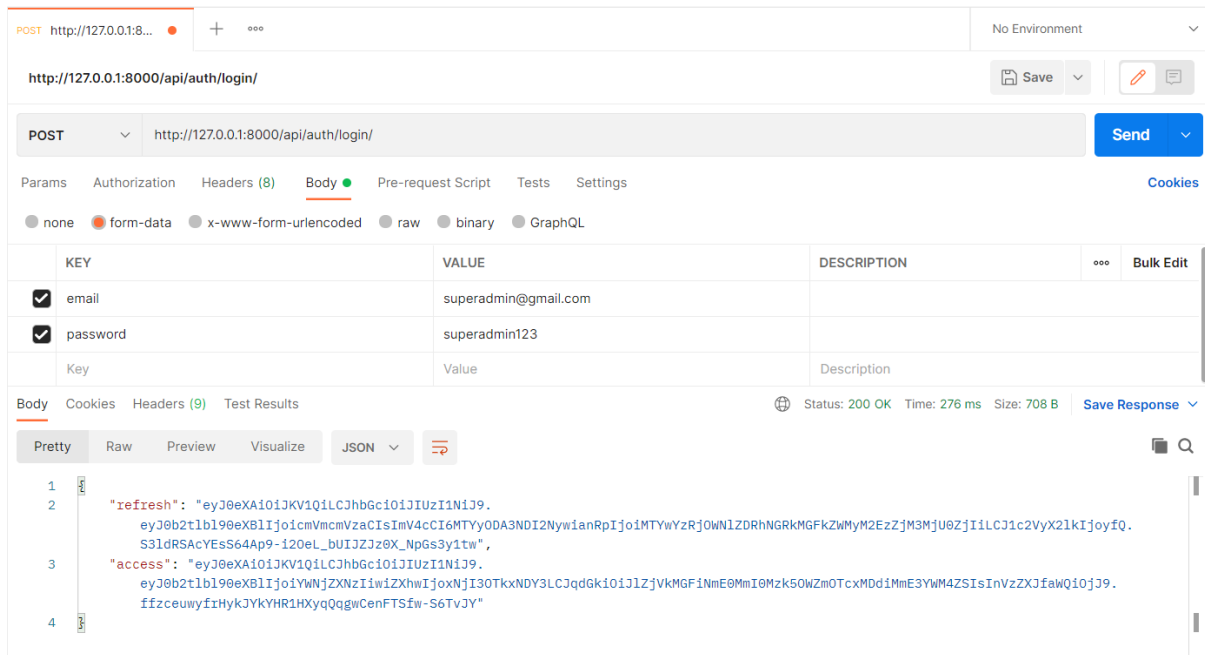 POST http://127.0.0.1:8... + ooo No Environment
http://127.0.0.1:8000/api/auth/login/ Save
POST http://127.0.0.1:8000/api/auth/login/ Send
Params Authorization Headers (8) Body Pre-request Script Tests Settings Cookies
none form-data x-www-form-urlencoded raw binary GraphQL
KEY VALUE DESCRIPTION ooo Bulk Edit
email superadmin@gmail.com
password superadmin123
Key Value Description
Body Cookies Headers (9) Test Results Status: 200 OK Time: 276 ms Size: 708 B Save Response
Pretty Raw Preview Visualize JSON
1 {
2 "refresh": "eyJ0eXAiOiJKV1QiLCJhbGciOiJIUzI1NiJ9.
eyJ0b2tlbl90eXBlIjoicmVmcmVzaCIsImV4cCI6MTYyODA3NDI2NywianRpIjoiMTYwYzRjOWNlZDRhNGRkMGFkZWMyM2EzZjM3MjU0ZjIiLCJ1c2VyX2lkIjoyfQ.
S3ldRSAcYEsS64Ap9-i2OeL_bUIJZJz0X_NpGs3y1tw",
3 "access": "eyJ0eXAiOiJKV1QiLCJhbGciOiJIUzI1NiJ9.
eyJ0b2tlbl90eXBlIjoiYWNjZXNzIiwiZXhwIjoxNjI3OTkxNDY3LCJqdGkiOiJlZjVkMGFiNmE0MmI0Mzk5OWZmOTcxMDdiMmE3YWM4ZSIsInVzZXJfaWQiOjJ9.
ffzceuwyfrHykJYkYHR1HXyqQqgwCenFTSfw-S6TvJY"
4 }